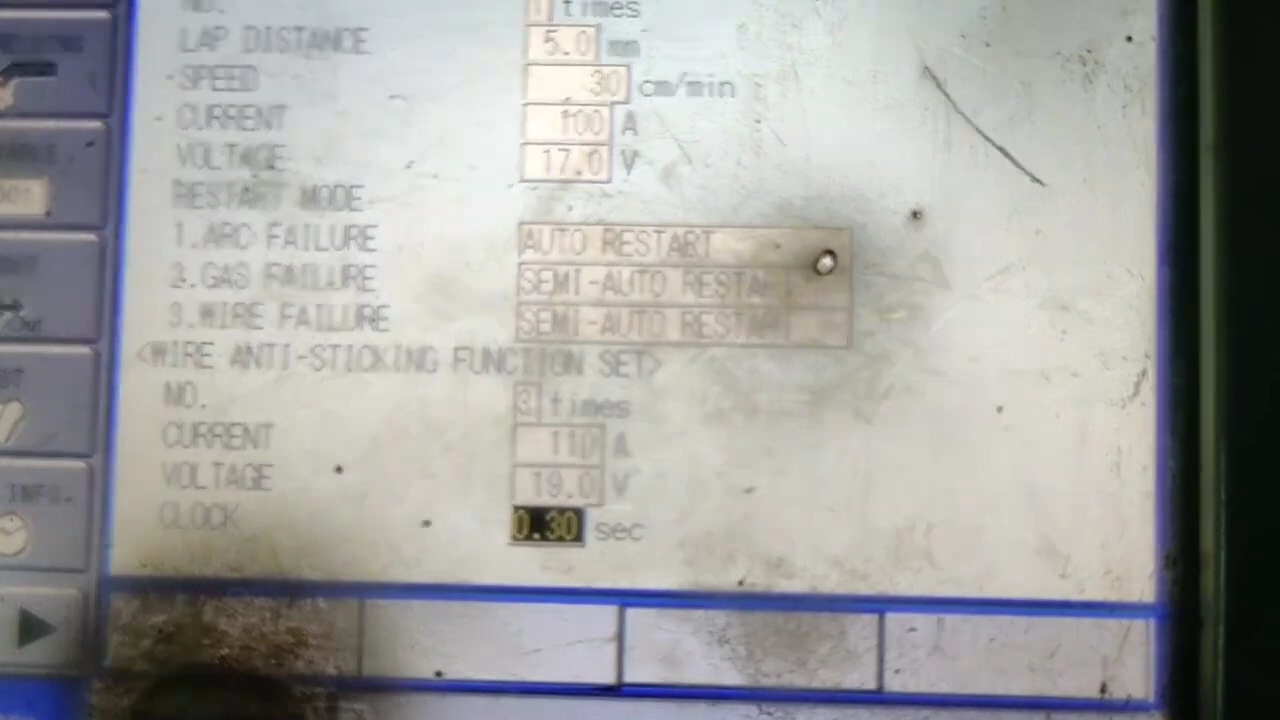 NO. 1 times
LAP DISTANCE 5.0 mm
SPEED 30 cm/min
CURRENT 100 A
VOLTAGE 17.0 V
RESTART MODE
1.ARC FAILURE AUTO RESTART
2.GAS FAILURE SEMI-AUTO RESTART
3.WIRE FAILURE SEMI-AUTO RESTART
<WIRE ANTI-STICKING FUNCTION SET>
NO. 3 times
CURRENT 110 A
VOLTAGE 19.0 V
CLOCK 0.30 sec
INFO.